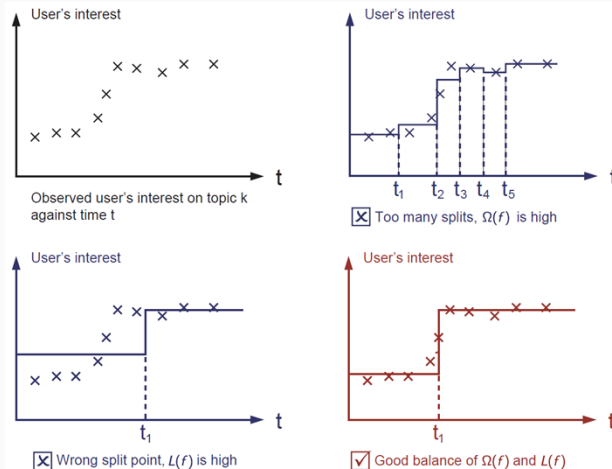 User's interest
t
Observed user's interest on topic k
against time t
User's interest
t
t₁ t₂ t₃ t₄ t₅
Too many splits, Ω(f) is high
User's interest
t
t₁
Wrong split point, L(f) is high
User's interest
t
t₁
Good balance of Ω(f) and L(f)